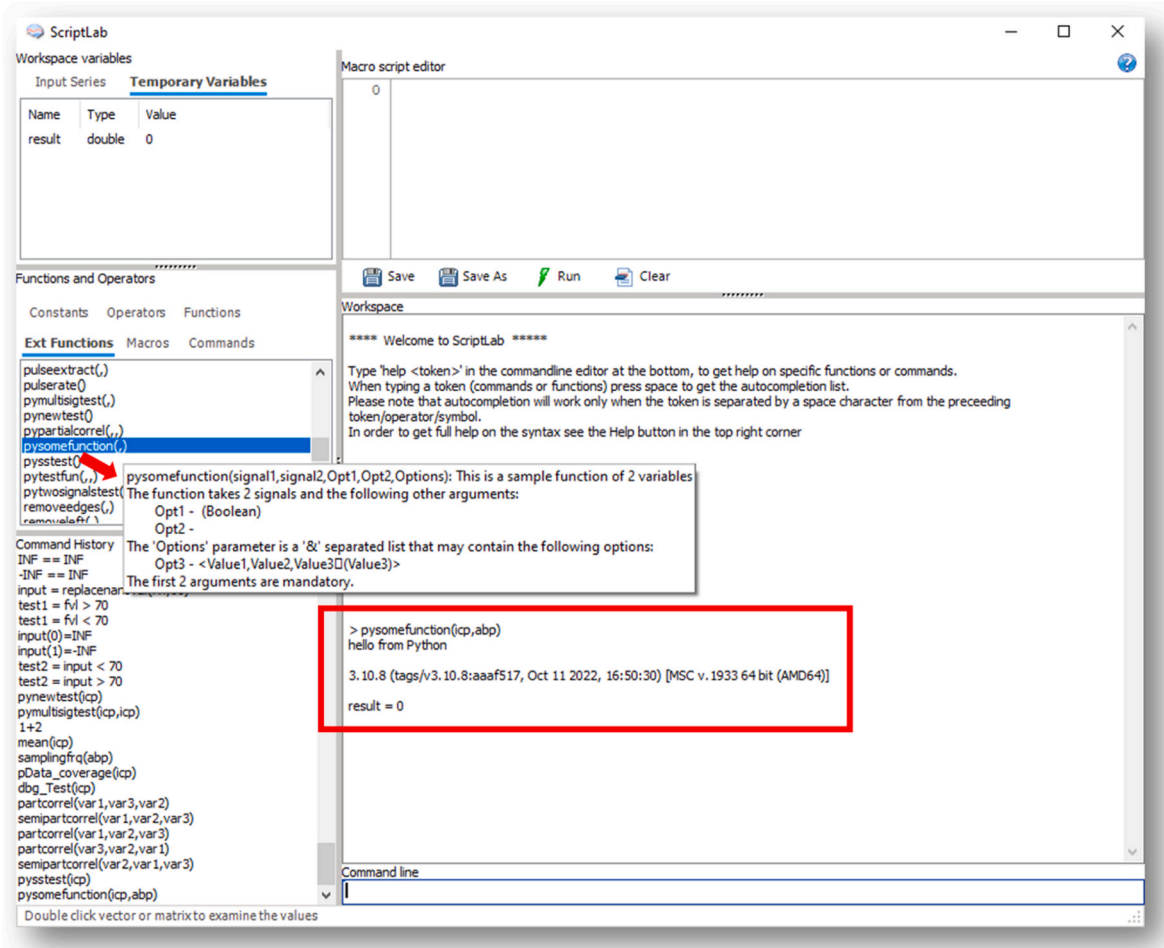 ScriptLab
Workspace variables
Input Series Temporary Variables
Name Type Value
result double 0
Functions and Operators
Constants Operators Functions
Ext Functions Macros Commands
pulseextract(,)
pulserate()
pymultisigtest(,)
pynewtest()
pypartialcorrel(,,)
pysomefunction(,)
pysstest()
pytestfun(,,)
pytwosignalstest(
removeedges(,)
removeleft(,)
pysomefunction(signal1,signal2,Opt1,Opt2,Options): This is a sample function of 2 variables
The function takes 2 signals and the following other arguments:
Opt1 - (Boolean)
Opt2 -
The 'Options' parameter is a '&' separated list that may contain the following options:
Opt3 - <Value1,Value2,Value3▯(Value3)>
The first 2 arguments are mandatory.
Command History
INF == INF
-INF == INF
input = replacenan
test1 = fvl > 70
test1 = fvl < 70
input(0)=INF
input(1)=-INF
test2 = input < 70
test2 = input > 70
pynewtest(icp)
pymultisigtest(icp,icp)
1+2
mean(icp)
samplingfrq(abp)
pData_coverage(icp)
dbg_Test(icp)
partcorrel(var1,var3,var2)
semipartcorrel(var1,var2,var3)
partcorrel(var1,var2,var3)
partcorrel(var3,var2,var1)
semipartcorrel(var2,var1,var3)
pysstest(icp)
pysomefunction(icp,abp)
Double click vector or matrix to examine the values
Macro script editor
0
Save Save As Run Clear
Workspace
**** Welcome to ScriptLab *****
Type 'help <token>' in the commandline editor at the bottom, to get help on specific functions or commands.
When typing a token (commands or functions) press space to get the autocompletion list.
Please note that autocompletion will work only when the token is separated by a space character from the preceeding
token/operator/symbol.
In order to get full help on the syntax see the Help button in the top right corner
> pysomefunction(icp,abp)
hello from Python
3.10.8 (tags/v3.10.8:aaaf517, Oct 11 2022, 16:50:30) [MSC v.1933 64 bit (AMD64)]
result = 0
Command line